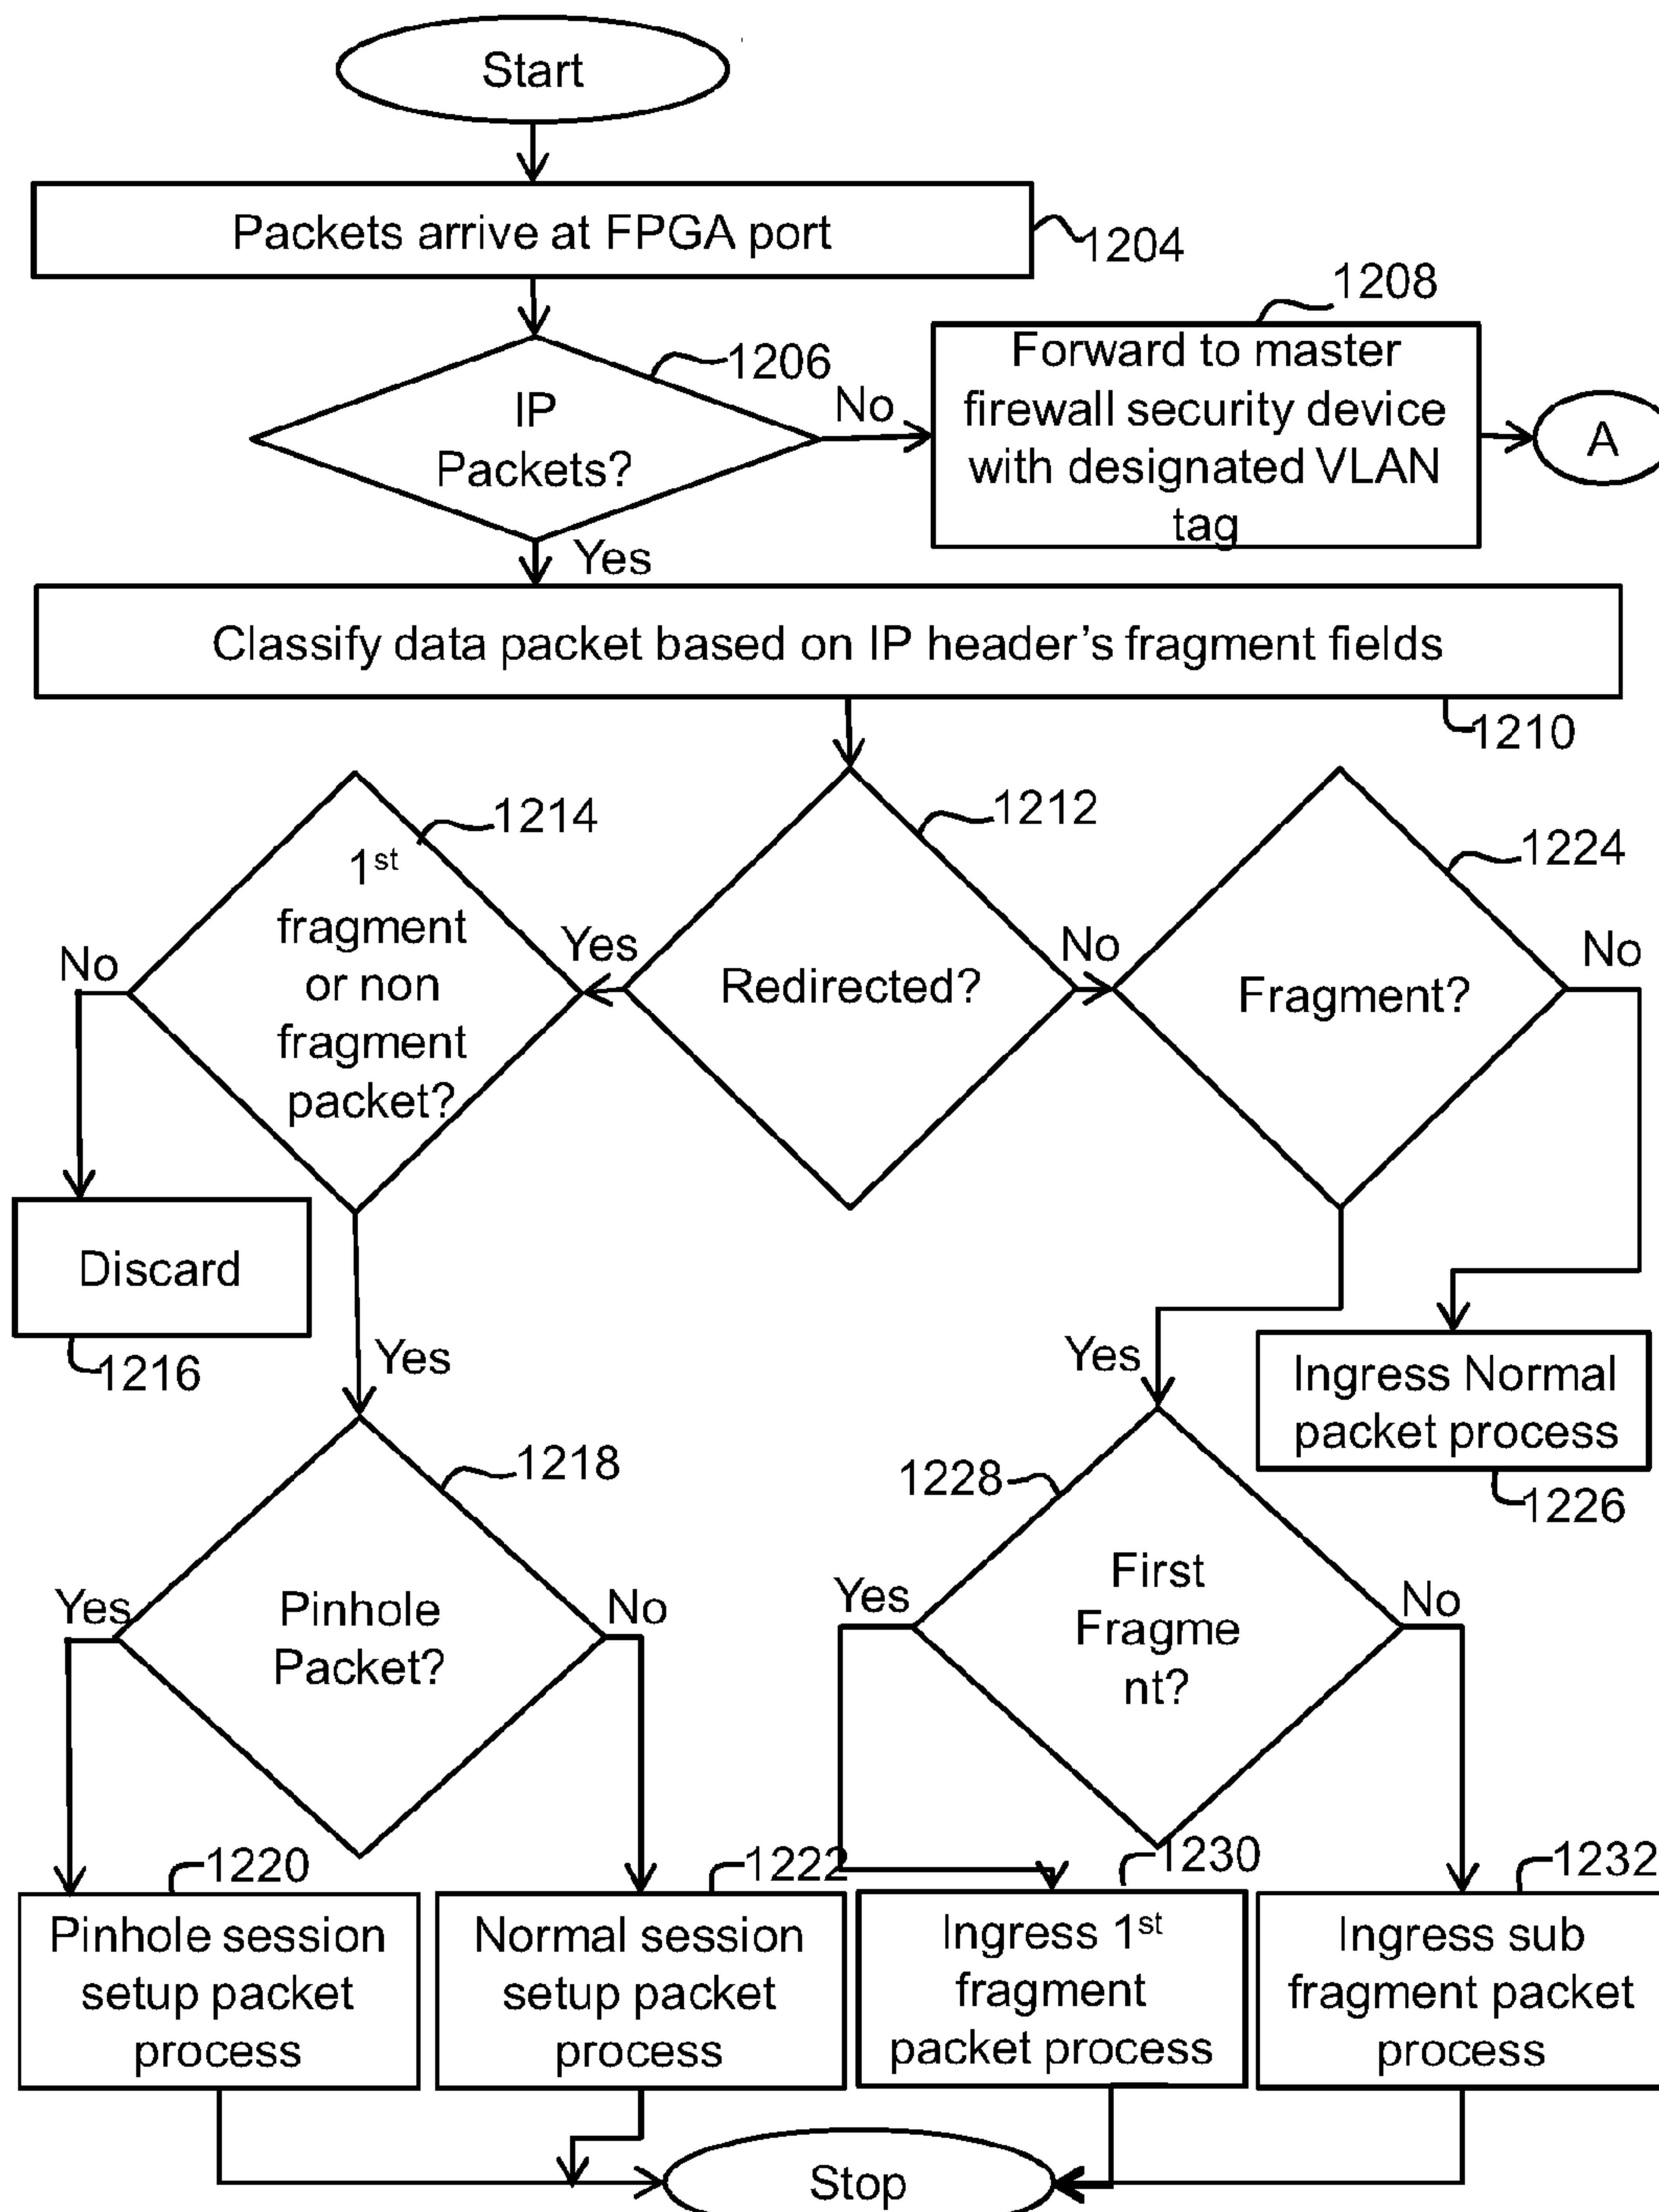 Start
Packets arrive at FPGA port
1204
1208
1206
IP
Packets?
No
Forward to master
firewall security device
with designated VLAN
tag
A
Yes
Classify data packet based on IP header's fragment fields
1210
1214
1212
1224
1st
fragment
or non
fragment
packet?
No
Yes
Redirected?
No
Fragment?
No
Discard
1216
Yes
Yes
Ingress Normal
packet process
1226
1218
1228
Yes
Pinhole
Packet?
No
Yes
First
Fragme
nt?
No
1220
1222
1230
1232
Pinhole session
setup packet
process
Normal session
setup packet
process
Ingress 1st
fragment
packet process
Ingress sub
fragment packet
process
Stop